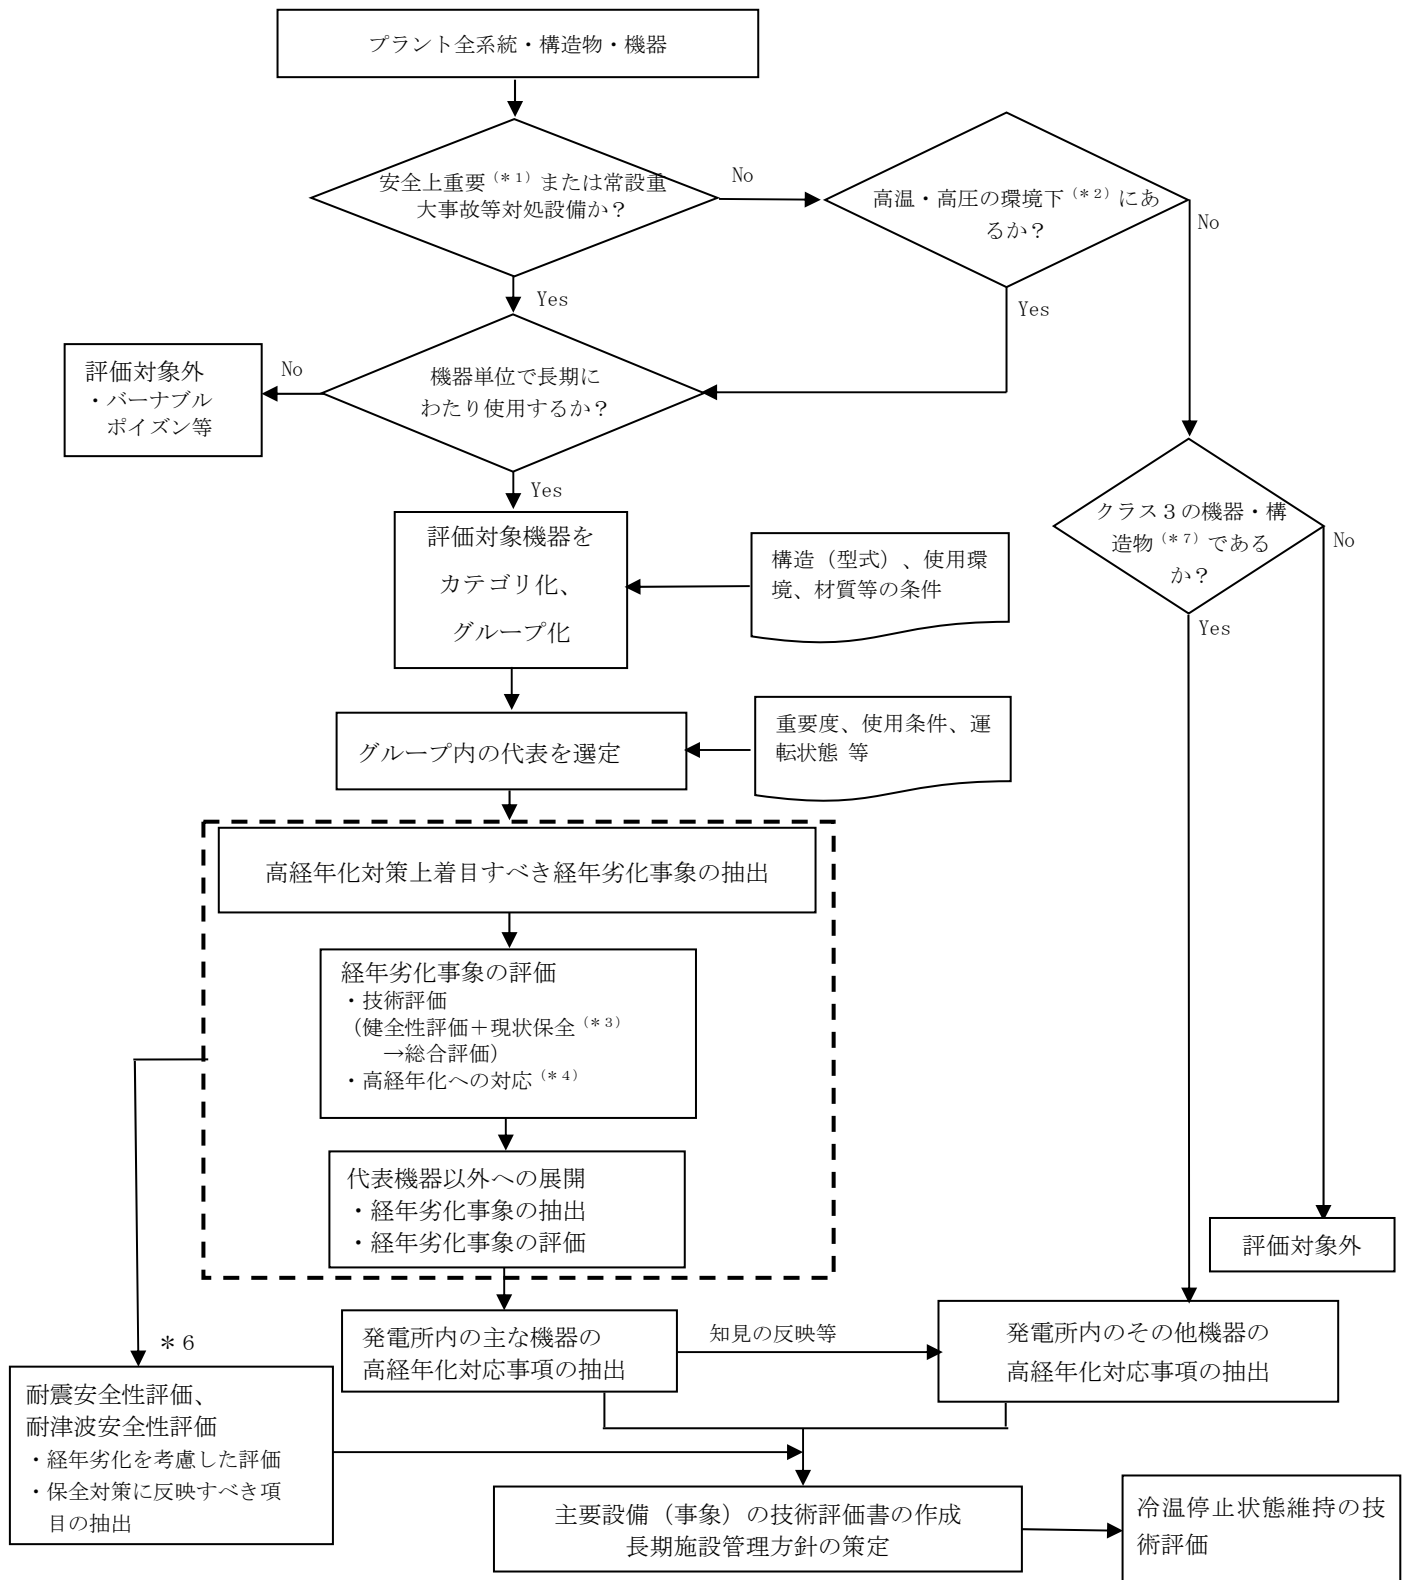 プラント全系統・構造物・機器
安全上重要(＊1)または常設重
大事故等対処設備か？
No
高温・高圧の環境下(＊2)にあ
るか？
No
Yes
Yes
機器単位で長期に
わたり使用するか？
No
評価対象外
・バーナブル
ポイズン等
Yes
評価対象機器を
カテゴリ化、
グループ化
構造（型式）、使用環
境、材質等の条件
クラス３の機器・構
造物(＊7)である
か？
No
Yes
グループ内の代表を選定
重要度、使用条件、運
転状態 等
高経年化対策上着目すべき経年劣化事象の抽出
経年劣化事象の評価
・技術評価
（健全性評価＋現状保全(＊3)
→総合評価）
・高経年化への対応(＊4)
代表機器以外への展開
・経年劣化事象の抽出
・経年劣化事象の評価
評価対象外
発電所内の主な機器の
高経年化対応事項の抽出
知見の反映等
発電所内のその他機器の
高経年化対応事項の抽出
＊６
耐震安全性評価、
耐津波安全性評価
・経年劣化を考慮した評価
・保全対策に反映すべき項
目の抽出
主要設備（事象）の技術評価書の作成
長期施設管理方針の策定
冷温停止状態維持の技
術評価